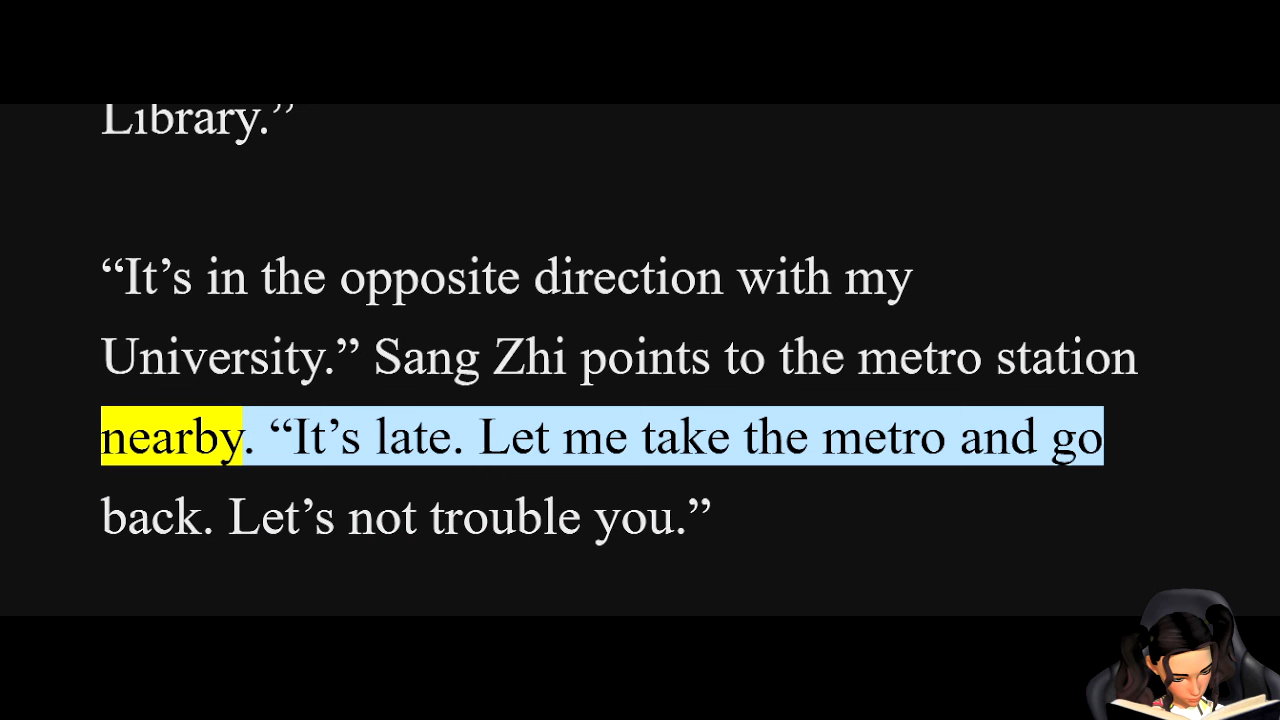 Library.”
“It’s in the opposite direction with my
University.” Sang Zhi points to the metro station
nearby. “It’s late. Let me take the metro and go
back. Let’s not trouble you.”